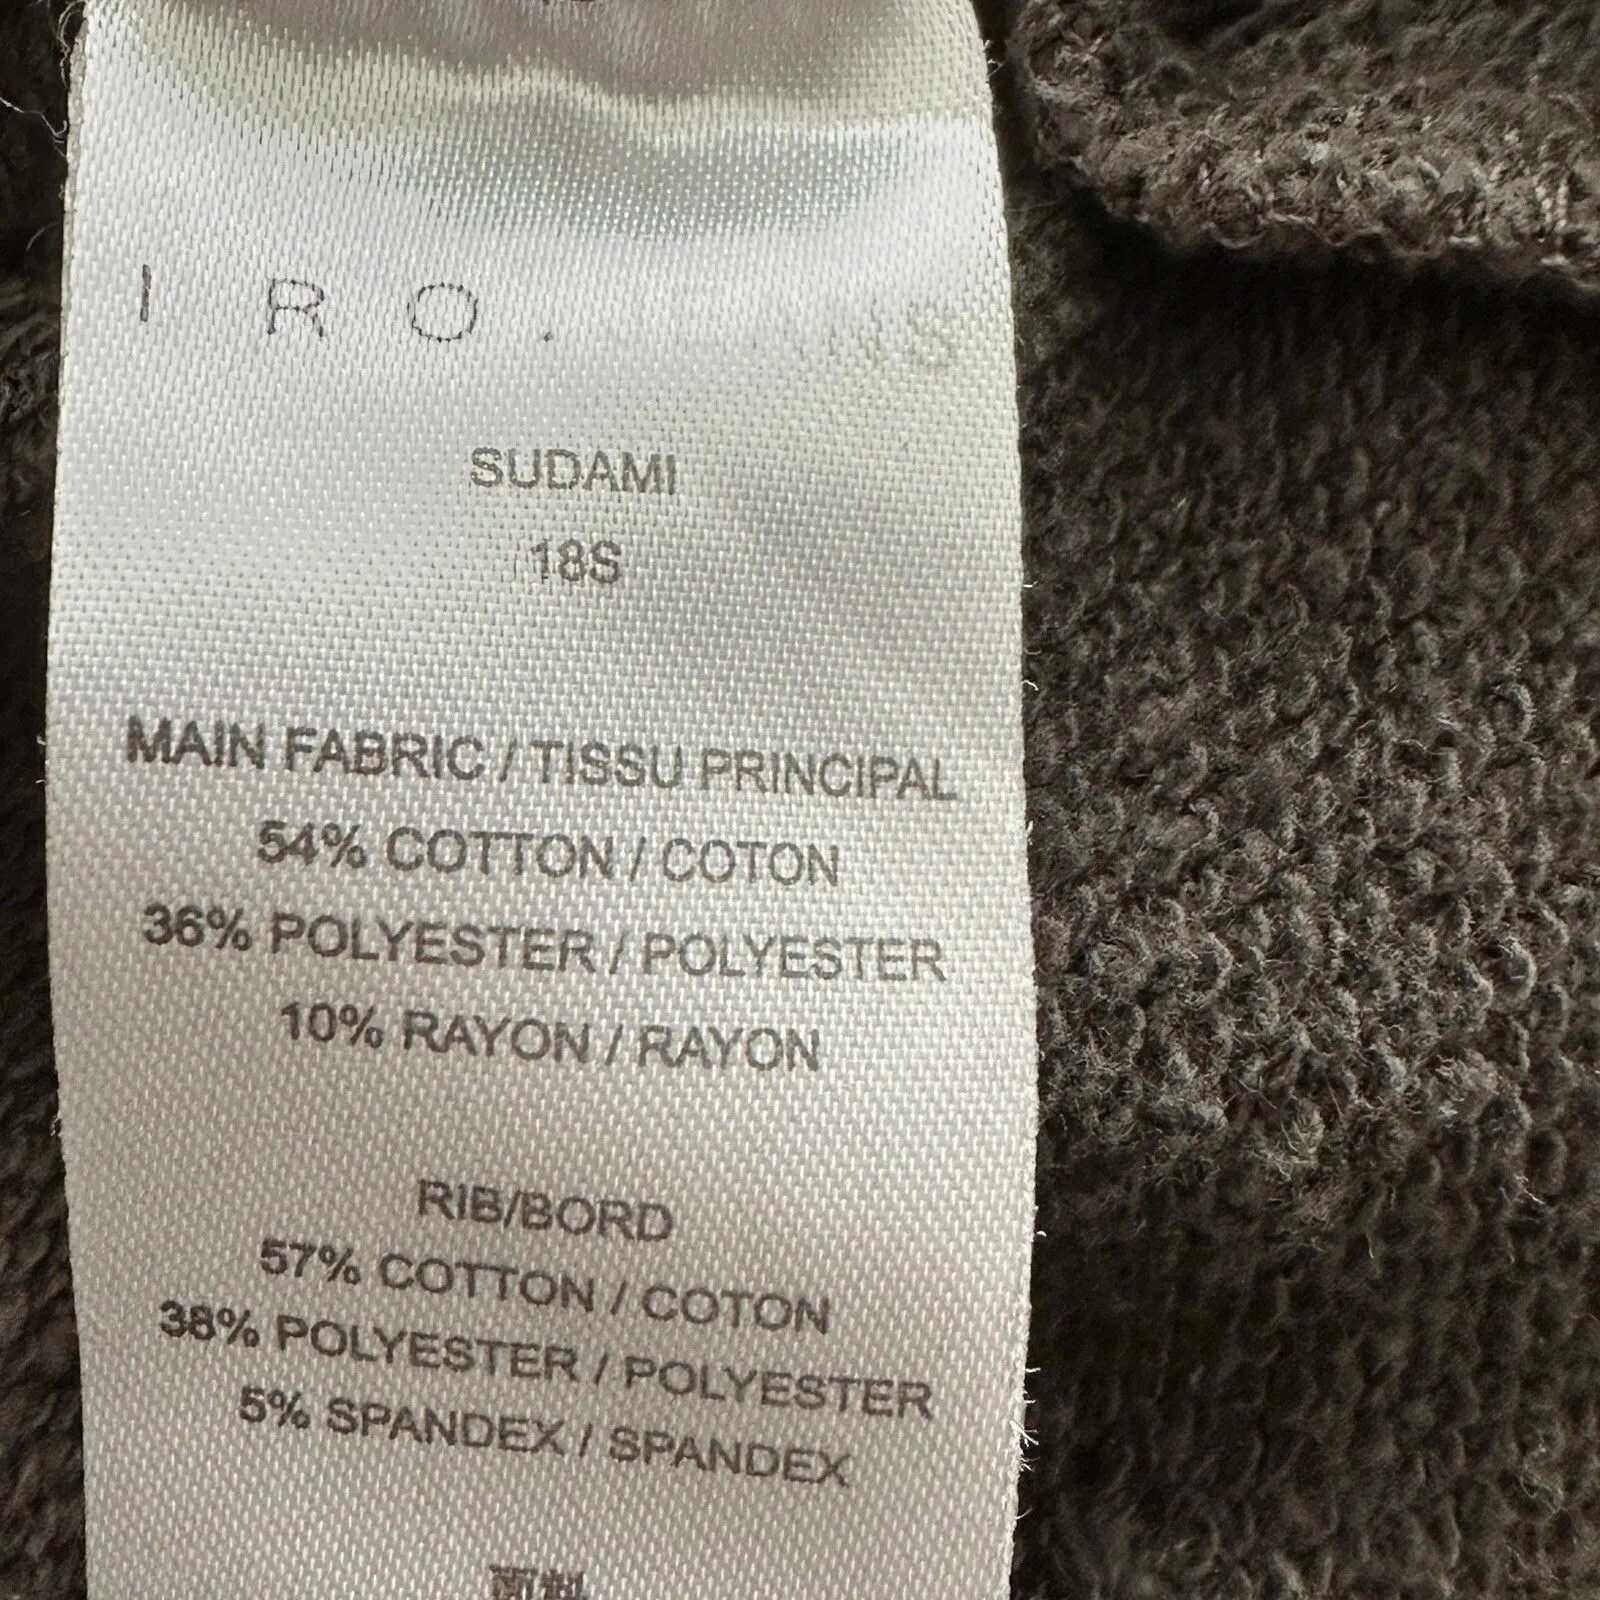 I R O .
SUDAMI
18S
MAIN FABRIC / TISSU PRINCIPAL
54% COTTON / COTON
36% POLYESTER / POLYESTER
10% RAYON / RAYON
RIB/BORD
57% COTTON / COTON
38% POLYESTER / POLYESTER
5% SPANDEX / SPANDEX